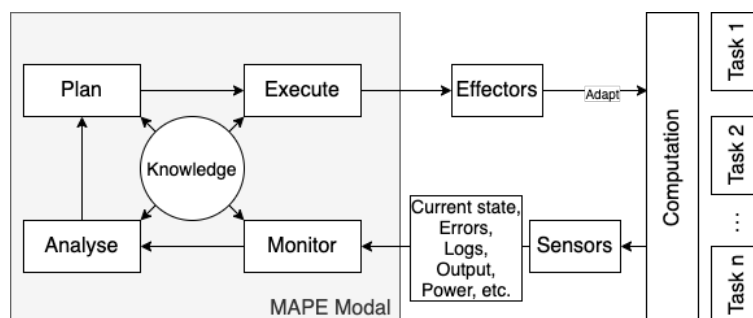 Plan
Execute
Effectors
Adapt
Knowledge
Analyse
Monitor
Current state,
Errors,
Logs,
Output,
Power, etc.
Sensors
MAPE Modal
Computation
Task 1
Task 2
...
Task n